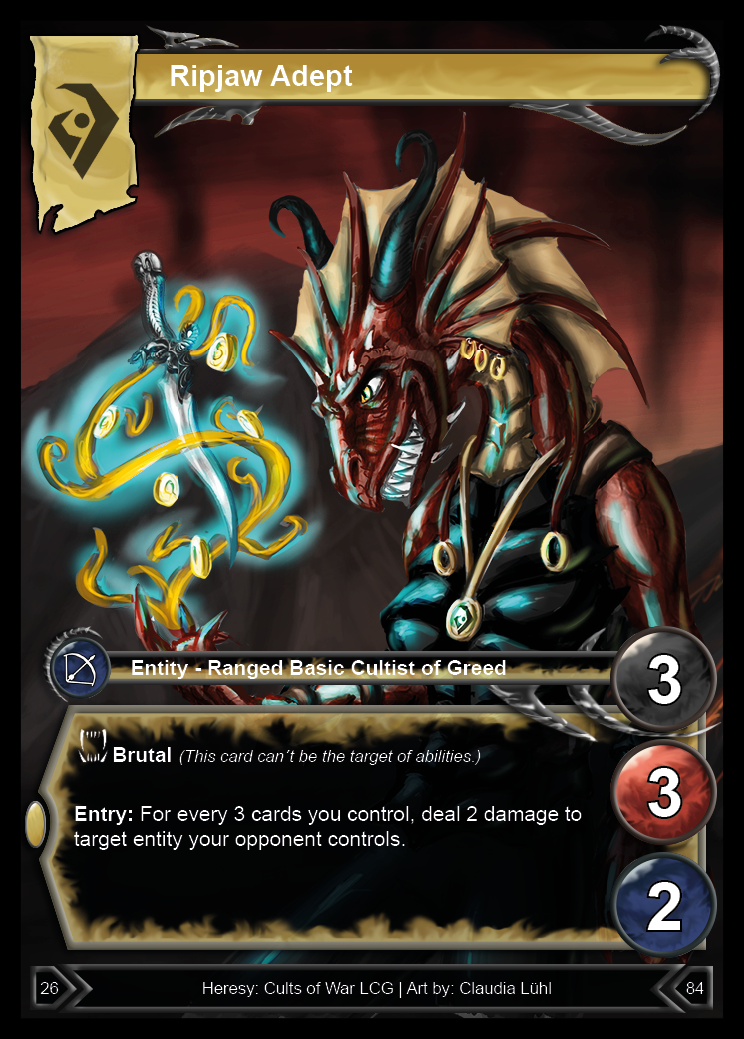 Ripjaw Adept
Entity - Ranged Basic Cultist of Greed
3
Brutal (This card can´t be the target of abilities.)
3
Entry: For every 3 cards you control, deal 2 damage to
target entity your opponent controls.
2
26
Heresy: Cults of War LCG | Art by: Claudia Lühl
84